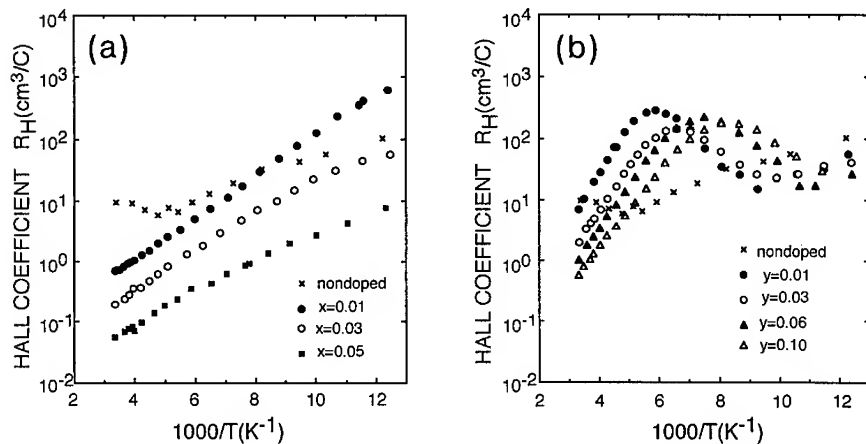 (a)
HALL COEFFICIENT R_H(cm³/C)
10⁴
10³
10²
10¹
10⁰
10⁻¹
10⁻²
nondoped
x=0.01
x=0.03
x=0.05
2 4 6 8 10 12
1000/T(K⁻¹)
(b)
HALL COEFFICIENT R_H(cm³/C)
10⁴
10³
10²
10¹
10⁰
10⁻¹
10⁻²
nondoped
y=0.01
y=0.03
y=0.06
y=0.10
2 4 6 8 10 12
1000/T(K⁻¹)